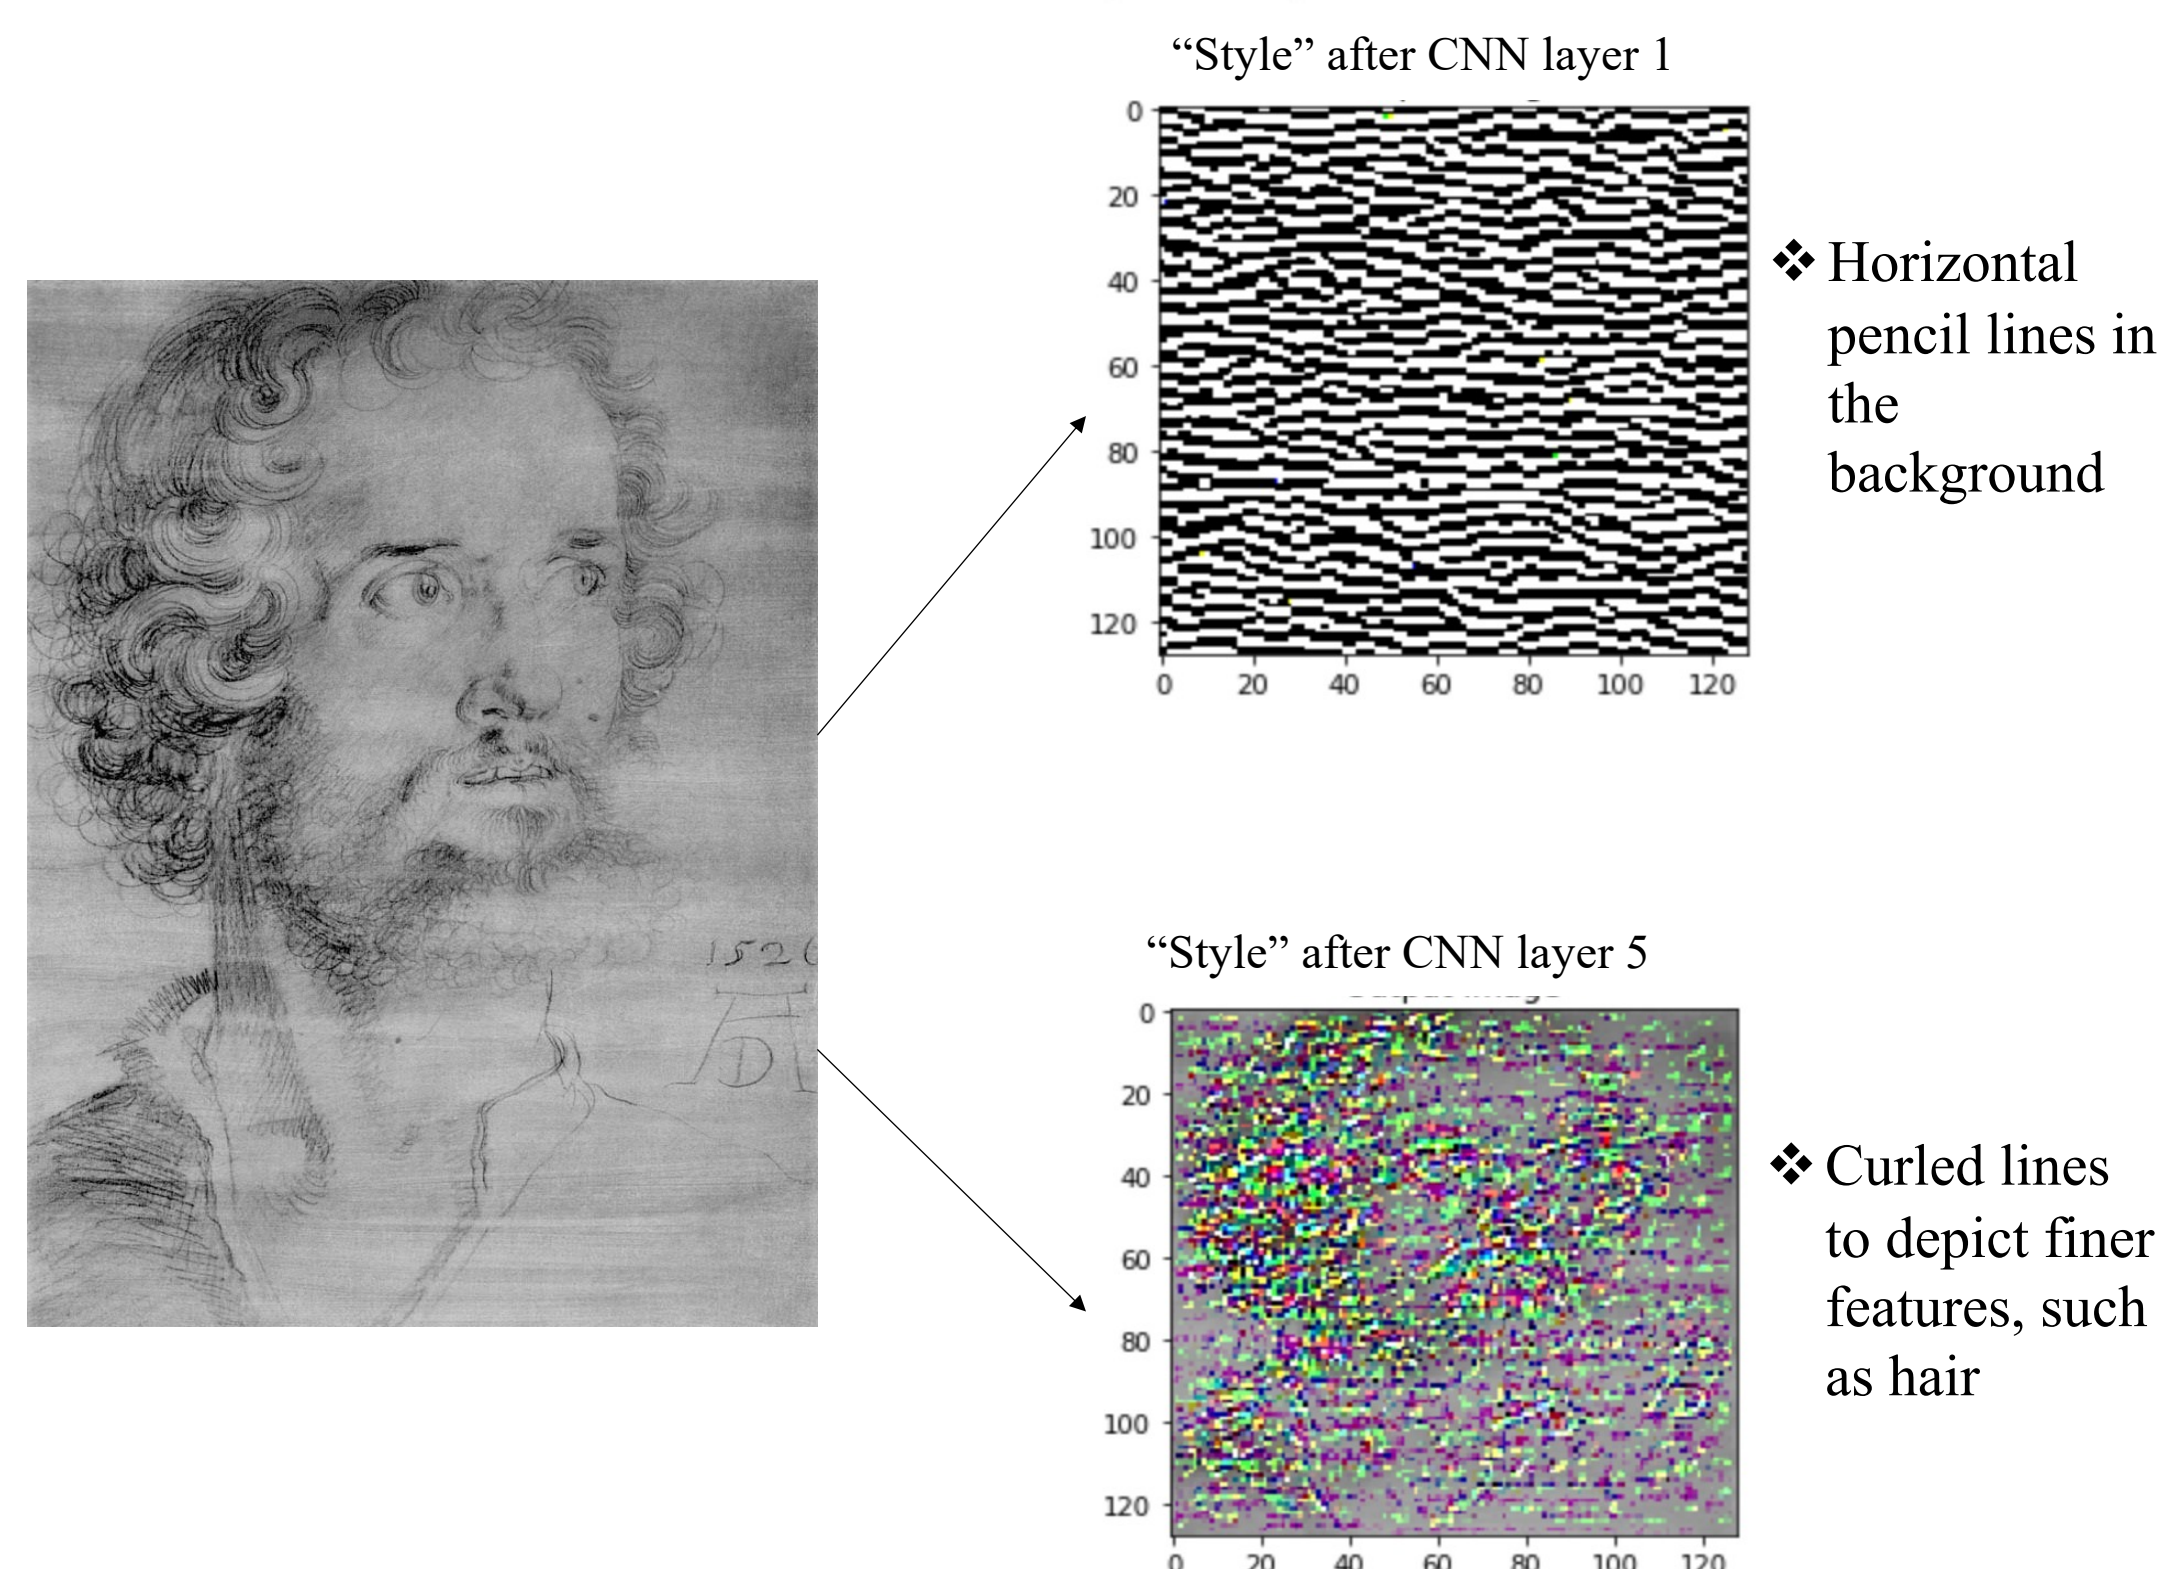 “Style” after CNN layer 1
0
20
40
60
80
100
120
0 20 40 60 80 100 120
❖ Horizontal
pencil lines in
the
background
152
AD
“Style” after CNN layer 5
0
20
40
60
80
100
120
0 20 40 60 80 100 120
❖ Curled lines
to depict finer
features, such
as hair